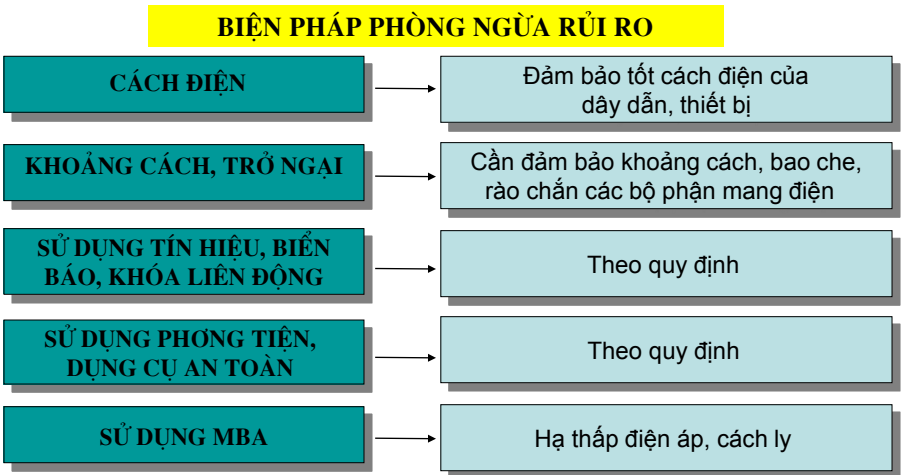 BIỆN PHÁP PHÒNG NGỪA RỦI RO
CÁCH ĐIỆN
Đảm bảo tốt cách điện của
dây dẫn, thiết bị
KHOẢNG CÁCH, TRỞ NGẠI
Cần đảm bảo khoảng cách, bao che,
rào chắn các bộ phận mang điện
SỬ DỤNG TÍN HIỆU, BIỂN
BÁO, KHÓA LIÊN ĐỘNG
Theo quy định
SỬ DỤNG PHƠNG TIỆN,
DỤNG CỤ AN TOÀN
Theo quy định
SỬ DỤNG MBA
Hạ thấp điện áp, cách ly